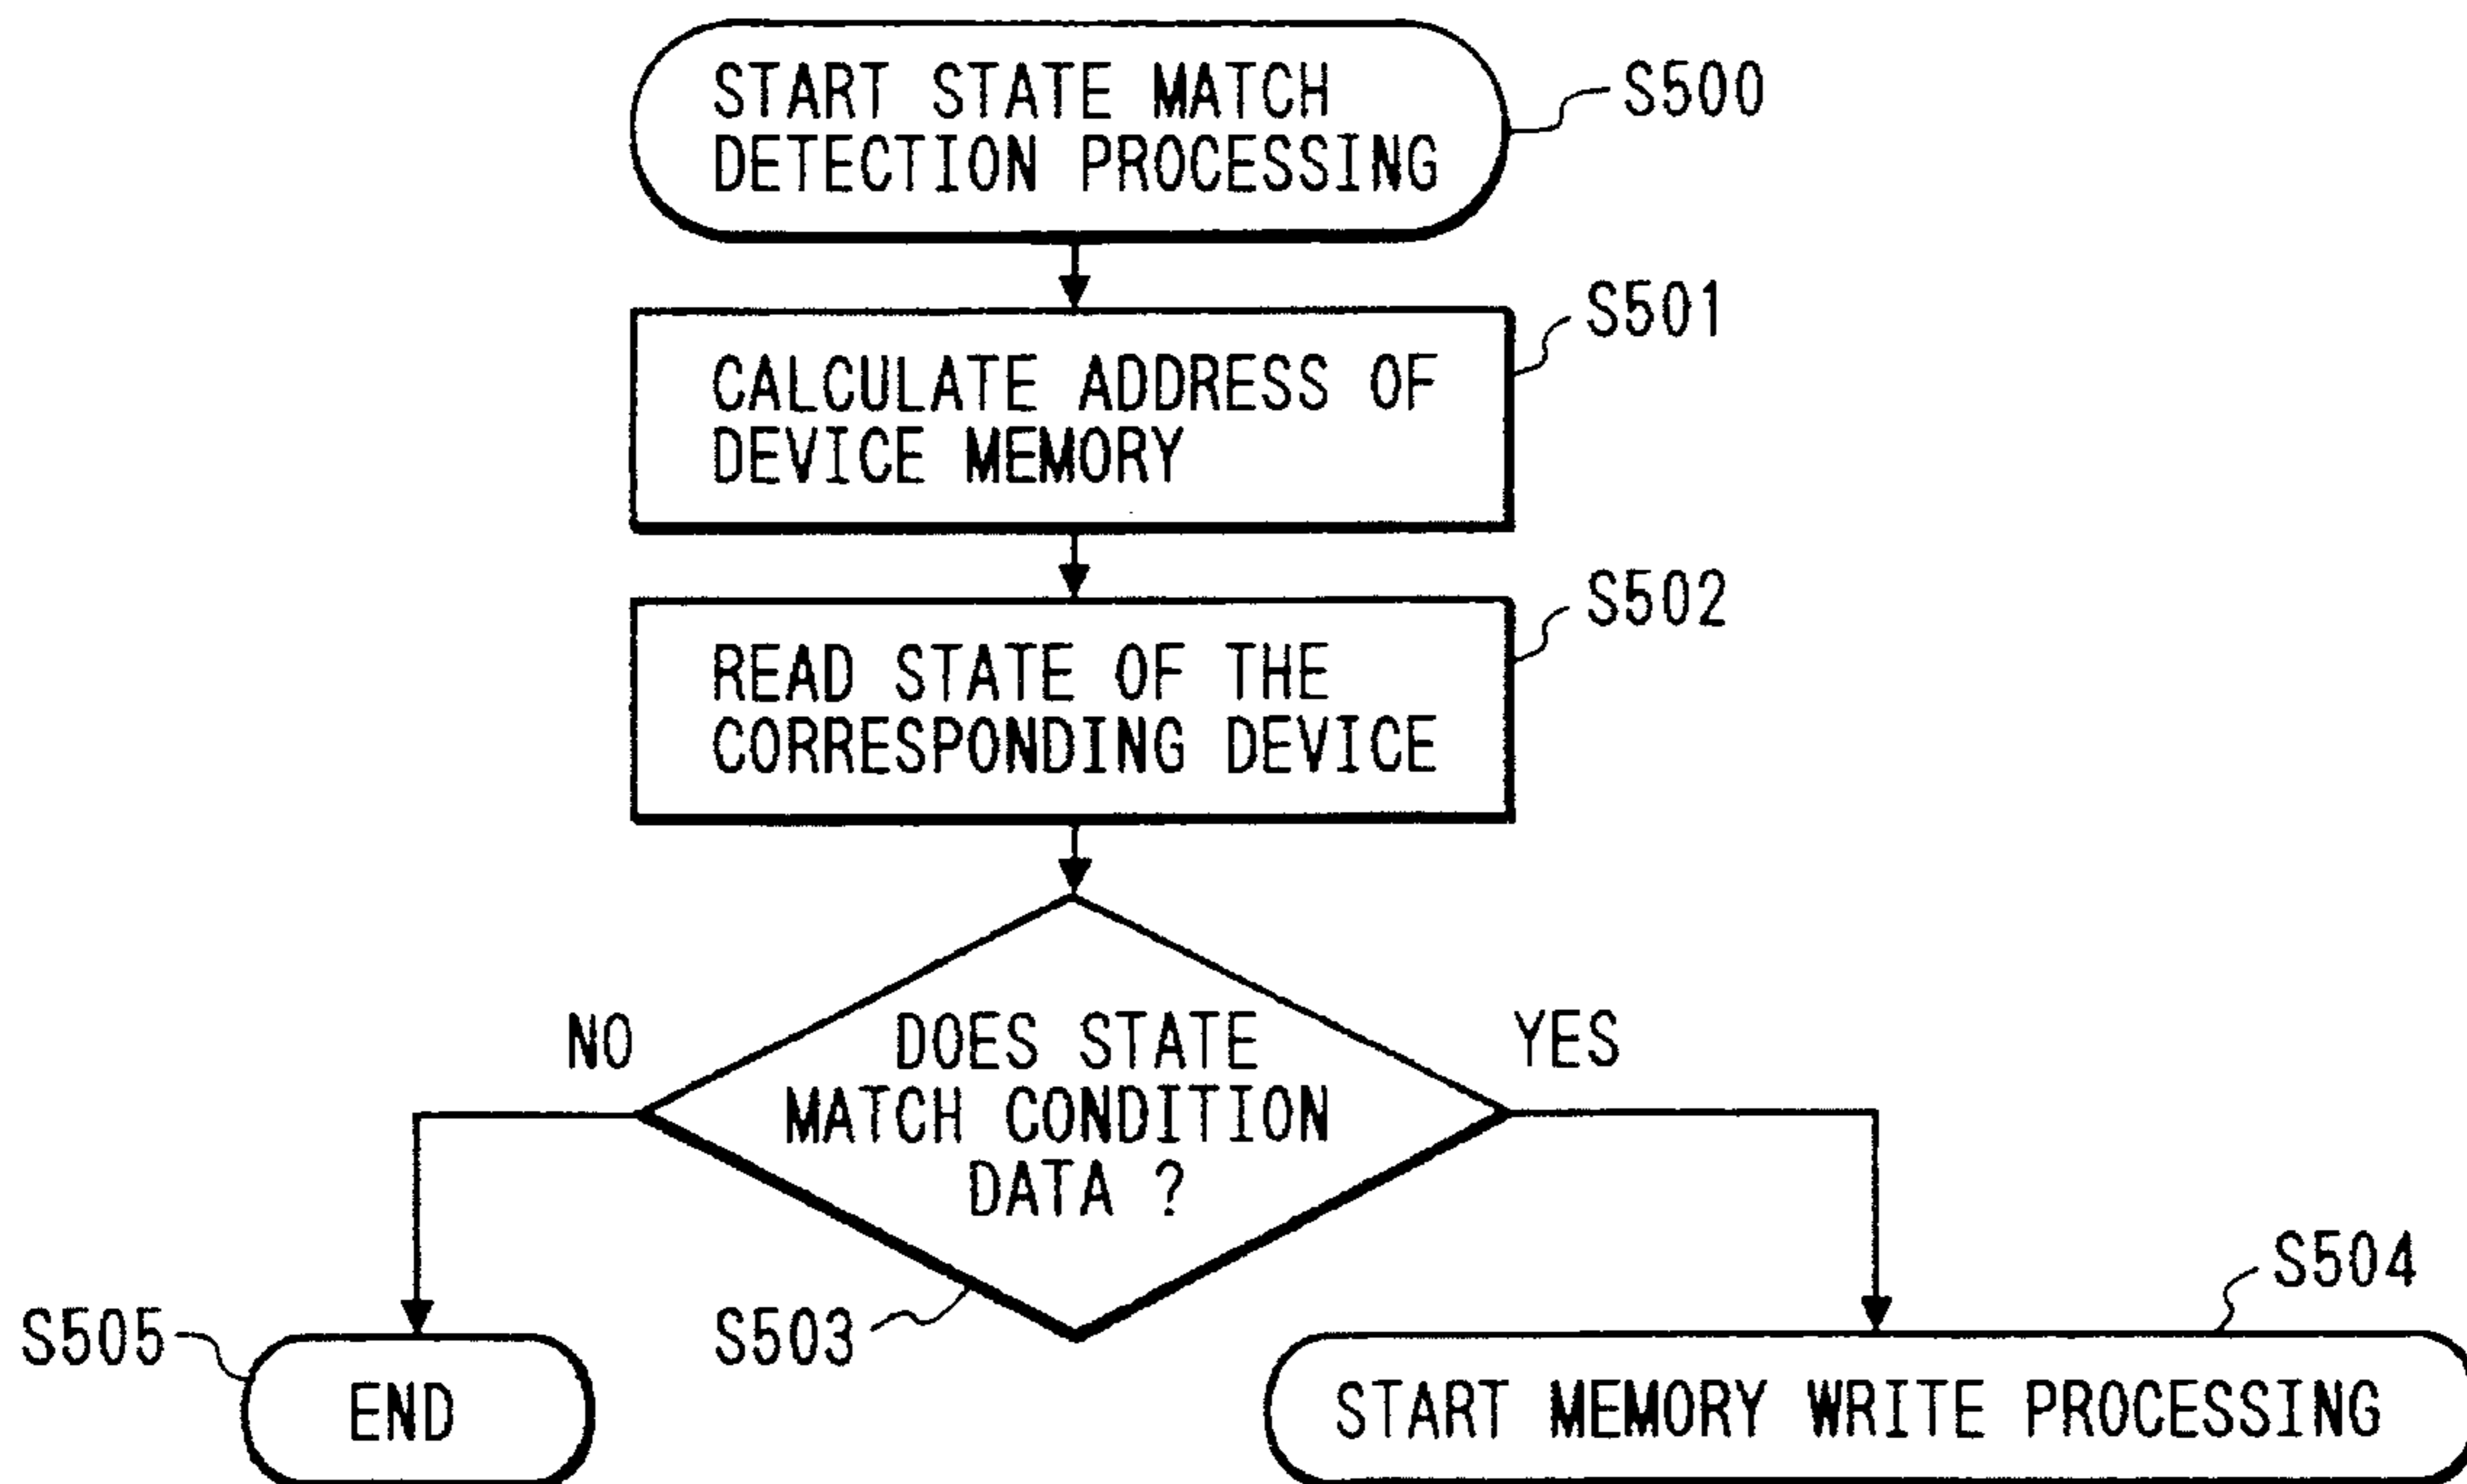 START STATE MATCH
DETECTION PROCESSING
S500
CALCULATE ADDRESS OF
DEVICE MEMORY
S501
READ STATE OF THE
CORRESPONDING DEVICE
S502
NO
DOES STATE
MATCH CONDITION
DATA ?
YES
S503
S505
END
S504
START MEMORY WRITE PROCESSING